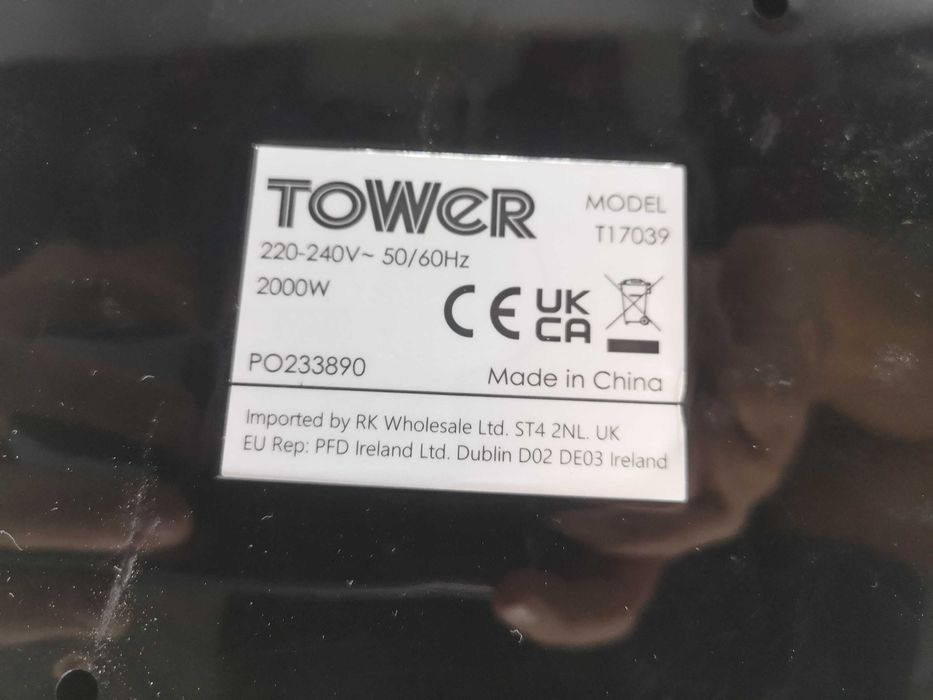 TOWER
MODEL
T17039
220-240V~ 50/60Hz
2000W
CE UK CA
PO233890
Made in China
Imported by RK Wholesale Ltd. ST4 2NL. UK
EU Rep: PFD Ireland Ltd. Dublin D02 DE03 Ireland